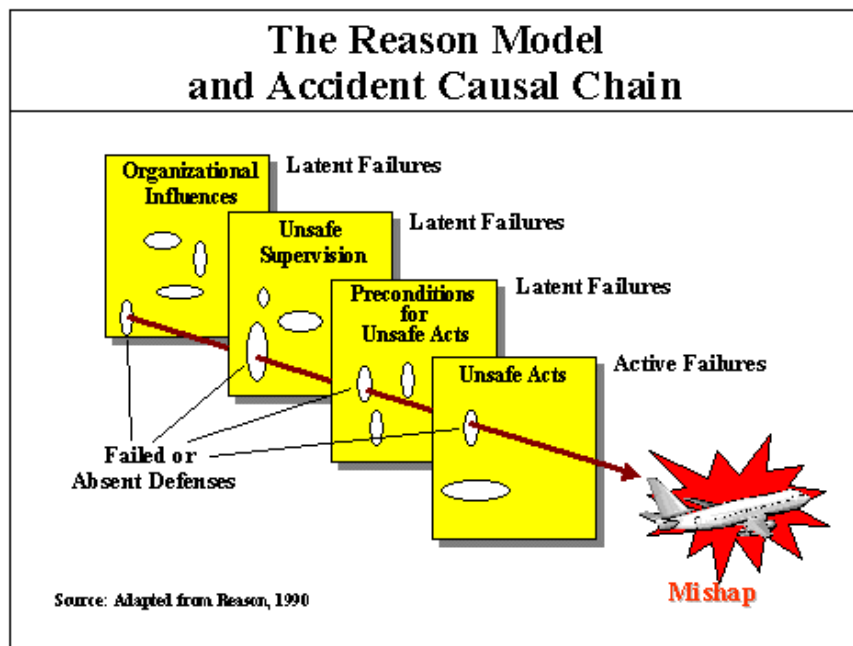 The Reason Model
and Accident Causal Chain
Organizational
Influences
Latent Failures
Unsafe
Supervision
Latent Failures
Preconditions
for
Unsafe Acts
Latent Failures
Unsafe Acts
Active Failures
Failed or
Absent Defenses
Mishap
Source: Adapted from Reason, 1990